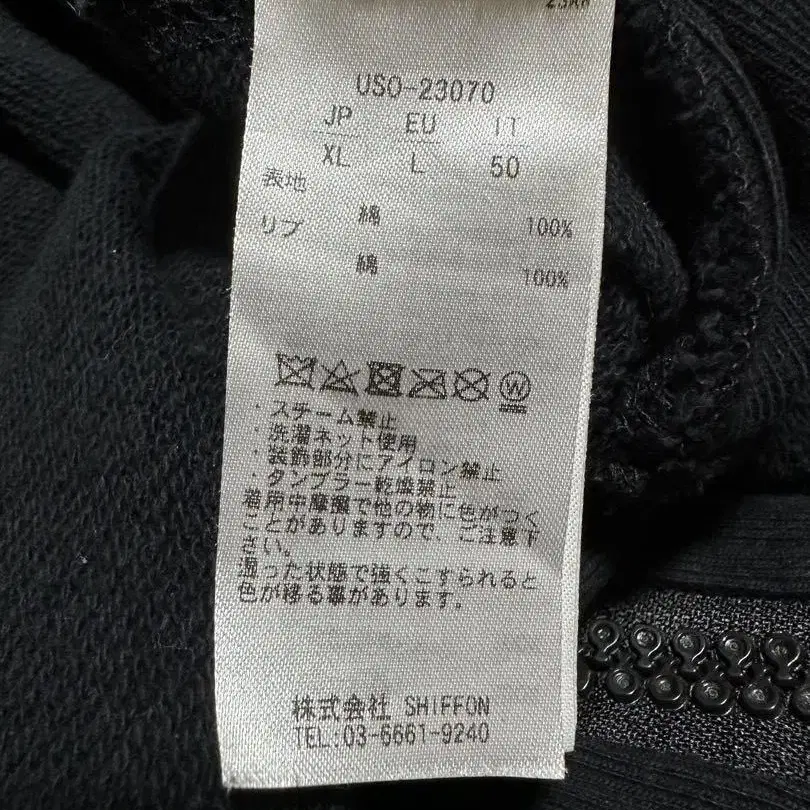 USO-23070
JP EU IT
XL L 50
表地
綿 100%
リブ
綿 100%
W
・スチーム禁止
・洗濯ネット使用
・装飾部分にアイロン禁止
・タンブラー乾燥禁止
着用中摩擦で他の物に色がつく
ことがありますので、ご注意下
さい。
湿った状態で強くこすられると
色が移る事があります。
株式会社 SHIFFON
TEL:03-6661-9240